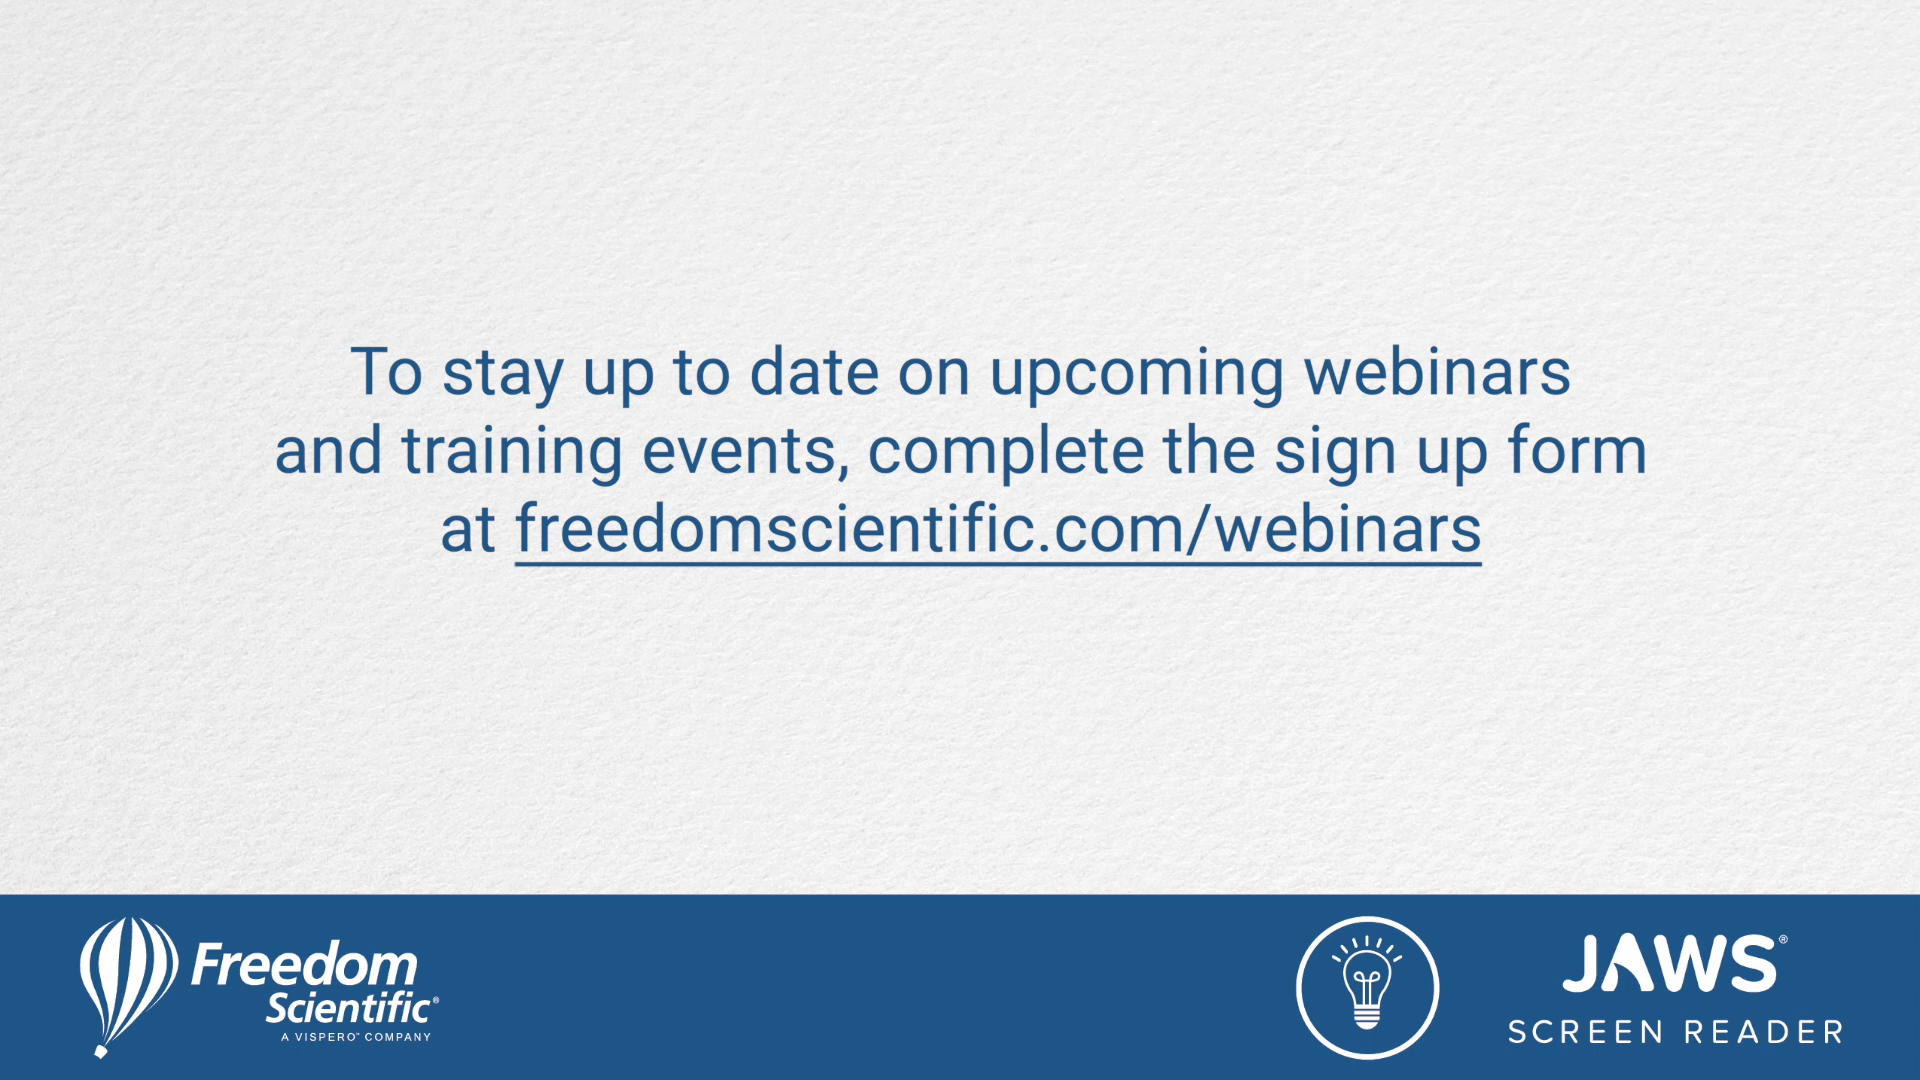 To stay up to date on upcoming webinars
and training events, complete the sign up form
at freedomscientific.com/webinars
Freedom
Scientific®
A VISPERO™ COMPANY
JAWS®
SCREEN READER